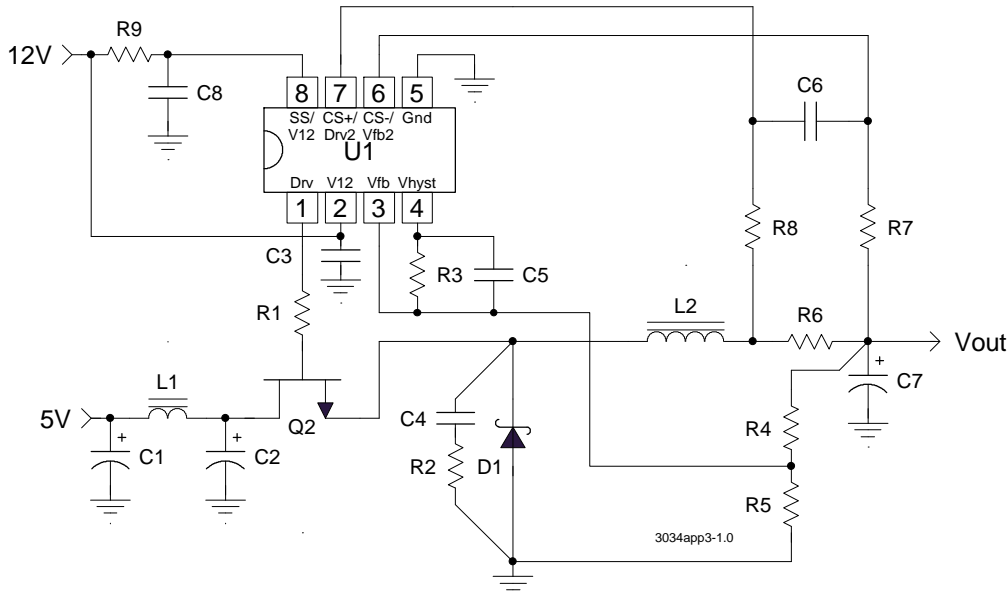 R9
12V
C8
8 7 6 5
SS/ CS+/ CS-/ Gnd
V12 Drv2 Vfb2
U1
Drv V12 Vfb Vhyst
1 2 3 4
C6
R8
R7
C3
R3
C5
R1
L2
R6
Vout
L1
+
C7
5V
Q2
C4
R4
+
C1
+
C2
R2
D1
R5
3034app3-1.0